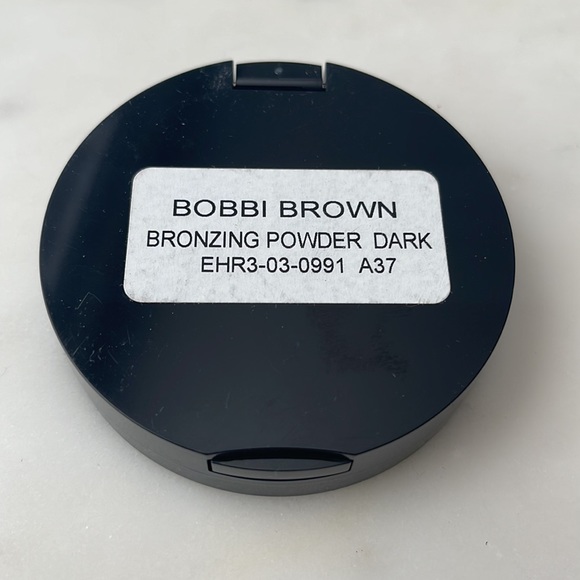 BOBBI BROWN
BRONZING POWDER DARK
EHR3-03-0991 A37